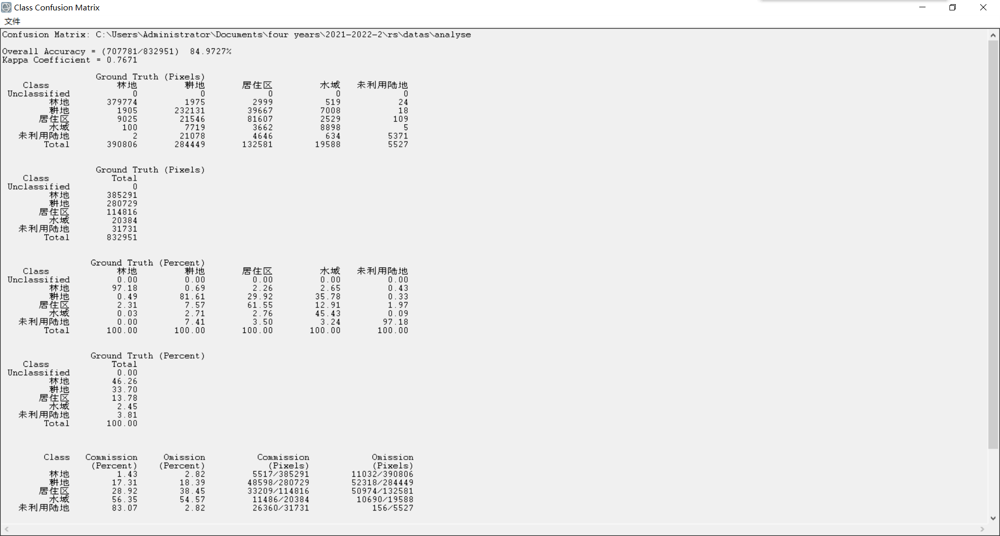 Class Confusion Matrix
文件
Confusion Matrix: C:\Users\Administrator\Documents\four years\2021-2022-2\rs\datas\analyse
Overall Accuracy = (707781/832951) 84.9727%
Kappa Coefficient = 0.7671
Ground Truth (Pixels)
Class 林地 耕地 居住区 水域 未利用陆地
Unclassified 0 0 0 0 0
林地 379774 1975 2999 519 24
耕地 1905 232131 39667 7008 18
居住区 9025 21546 81607 2529 109
水域 100 7719 3662 8898 5
未利用陆地 2 21078 4646 634 5371
Total 390806 284449 132581 19588 5527
Ground Truth (Pixels)
Class Total
Unclassified 0
林地 385291
耕地 280729
居住区 114816
水域 20384
未利用陆地 31731
Total 832951
Ground Truth (Percent)
Class 林地 耕地 居住区 水域 未利用陆地
Unclassified 0.00 0.00 0.00 0.00 0.00
林地 97.18 0.69 2.26 2.65 0.43
耕地 0.49 81.61 29.92 35.78 0.33
居住区 2.31 7.57 61.55 12.91 1.97
水域 0.03 2.71 2.76 45.43 0.09
未利用陆地 0.00 7.41 3.50 3.24 97.18
Total 100.00 100.00 100.00 100.00 100.00
Ground Truth (Percent)
Class Total
Unclassified 0.00
林地 46.26
耕地 33.70
居住区 13.78
水域 2.45
未利用陆地 3.81
Total 100.00
Class Commission Omission Commission Omission
(Percent) (Percent) (Pixels) (Pixels)
林地 1.43 2.82 5517/385291 11032/390806
耕地 17.31 18.39 48598/280729 52318/284449
居住区 28.92 38.45 33209/114816 50974/132581
水域 56.35 54.57 11486/20384 10690/19588
未利用陆地 83.07 2.82 26360/31731 156/5527